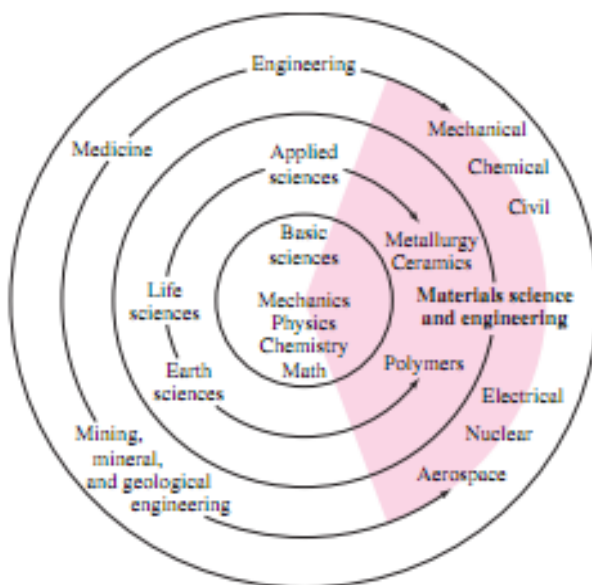 Engineering
Medicine
Mechanical
Chemical
Civil
Applied
sciences
Basic
sciences
Metallurgy
Ceramics
Life
sciences
Mechanics
Physics
Chemistry
Math
Materials science
and engineering
Earth
sciences
Polymers
Electrical
Nuclear
Aerospace
Mining,
mineral,
and geological
engineering